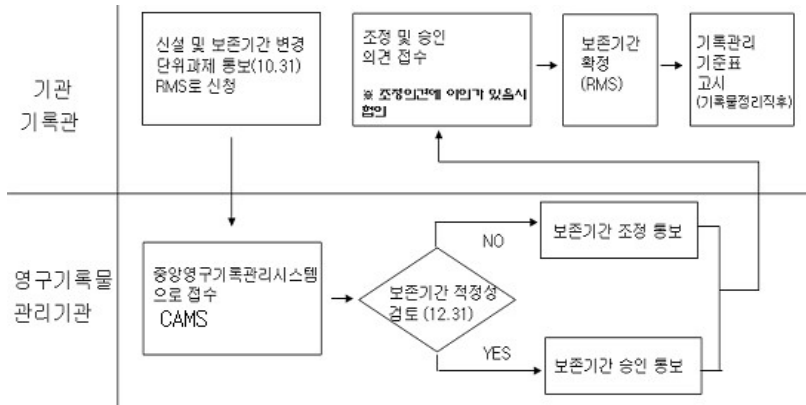 기관
기록관
신설 및 보존기간 변경
단위과제 통보(10.31)
RMS로 신청
조정 및 승인
의견 접수
※ 조정의견에 이의가 있을시
협의
보존기간
확정
(RMS)
기록관리
기준표
고시
(기록물정리직후)
영구기록물
관리기관
중앙영구기록관리시스템
으로 접수
CAMS
보존기간 적정성
검토(12.31)
NO
YES
보존기간 조정 통보
보존기간 승인 통보